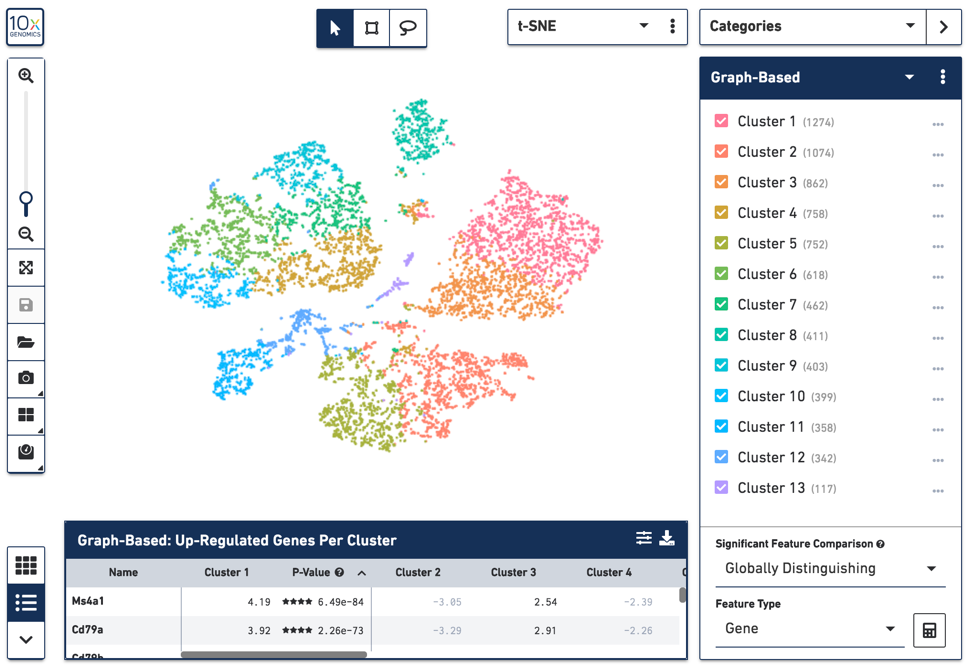 10x
GENOMICS
t-SNE
Categories
Graph-Based
Cluster 1 (1274)
Cluster 2 (1074)
Cluster 3 (862)
Cluster 4 (758)
Cluster 5 (752)
Cluster 6 (618)
Cluster 7 (462)
Cluster 8 (411)
Cluster 9 (403)
Cluster 10 (399)
Cluster 11 (358)
Cluster 12 (342)
Cluster 13 (117)
Significant Feature Comparison ?
Globally Distinguishing
Feature Type
Gene
Graph-Based: Up-Regulated Genes Per Cluster
Name Cluster 1 P-Value ? Cluster 2 Cluster 3 Cluster 4 C
Ms4a1 4.19 ★★★★ 6.49e-84 -3.05 2.54 -2.39
Cd79a 3.92 ★★★★ 2.26e-73 -3.29 2.91 -2.26
Cd79b